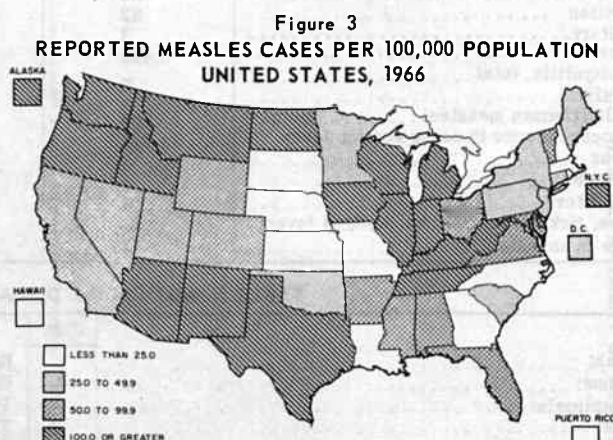 Figure 3
REPORTED MEASLES CASES PER 100,000 POPULATION
UNITED STATES, 1966
ALASKA
N.Y.C.
D.C.
HAWAII
LESS THAN 25.0
25.0 TO 49.9
50.0 TO 99.9
100.0 OR GREATER
PUERTO RICO